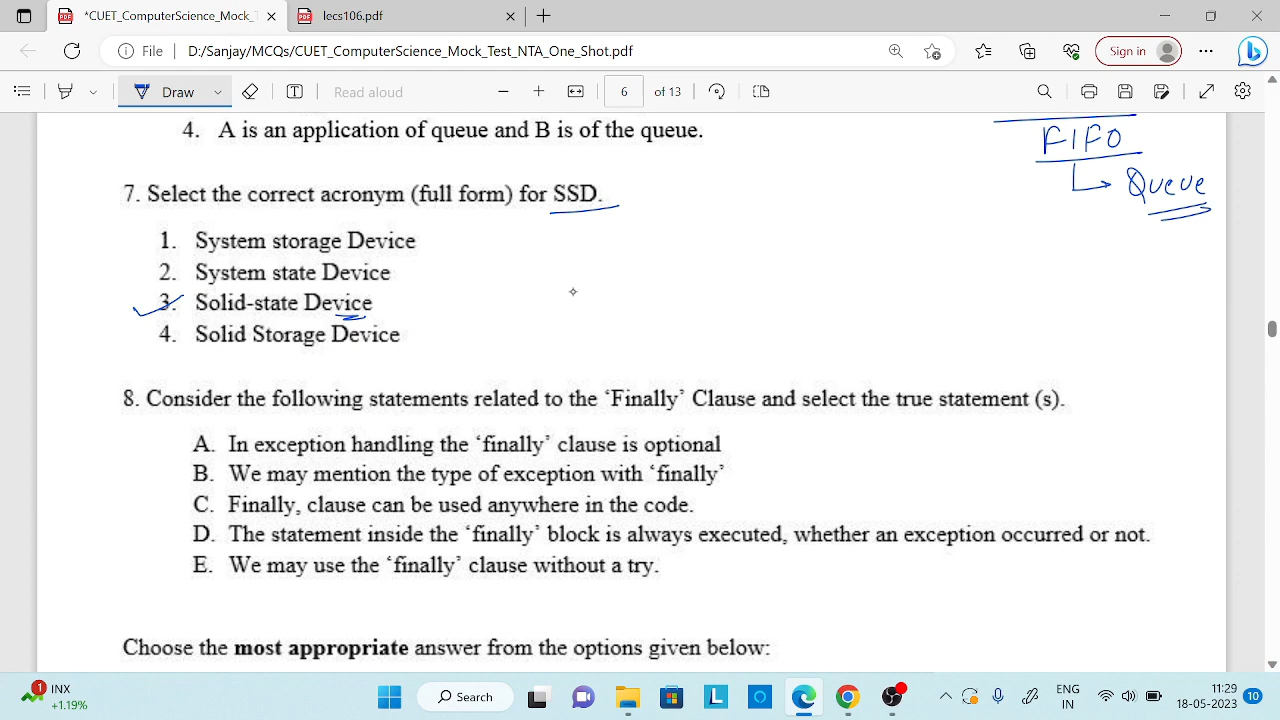 *CUET_ComputerScience_Mock_T
lecs106.pdf
File D:/Sanjay/MCQs/CUET_ComputerScience_Mock_Test_NTA_One_Shot.pdf
Sign in
Draw
Read aloud
6 of 13
4. A is an application of queue and B is of the queue.
FIFO
Queue
7. Select the correct acronym (full form) for SSD.
1. System storage Device
2. System state Device
3. Solid-state Device
4. Solid Storage Device
8. Consider the following statements related to the ‘Finally’ Clause and select the true statement (s).
A. In exception handling the ‘finally’ clause is optional
B. We may mention the type of exception with ‘finally’
C. Finally, clause can be used anywhere in the code.
D. The statement inside the ‘finally’ block is always executed, whether an exception occurred or not.
E. We may use the ‘finally’ clause without a try.
Choose the most appropriate answer from the options given below:
1
INX
+1.19%
Search
L
ENG
IN
11:29
18-05-2023
10